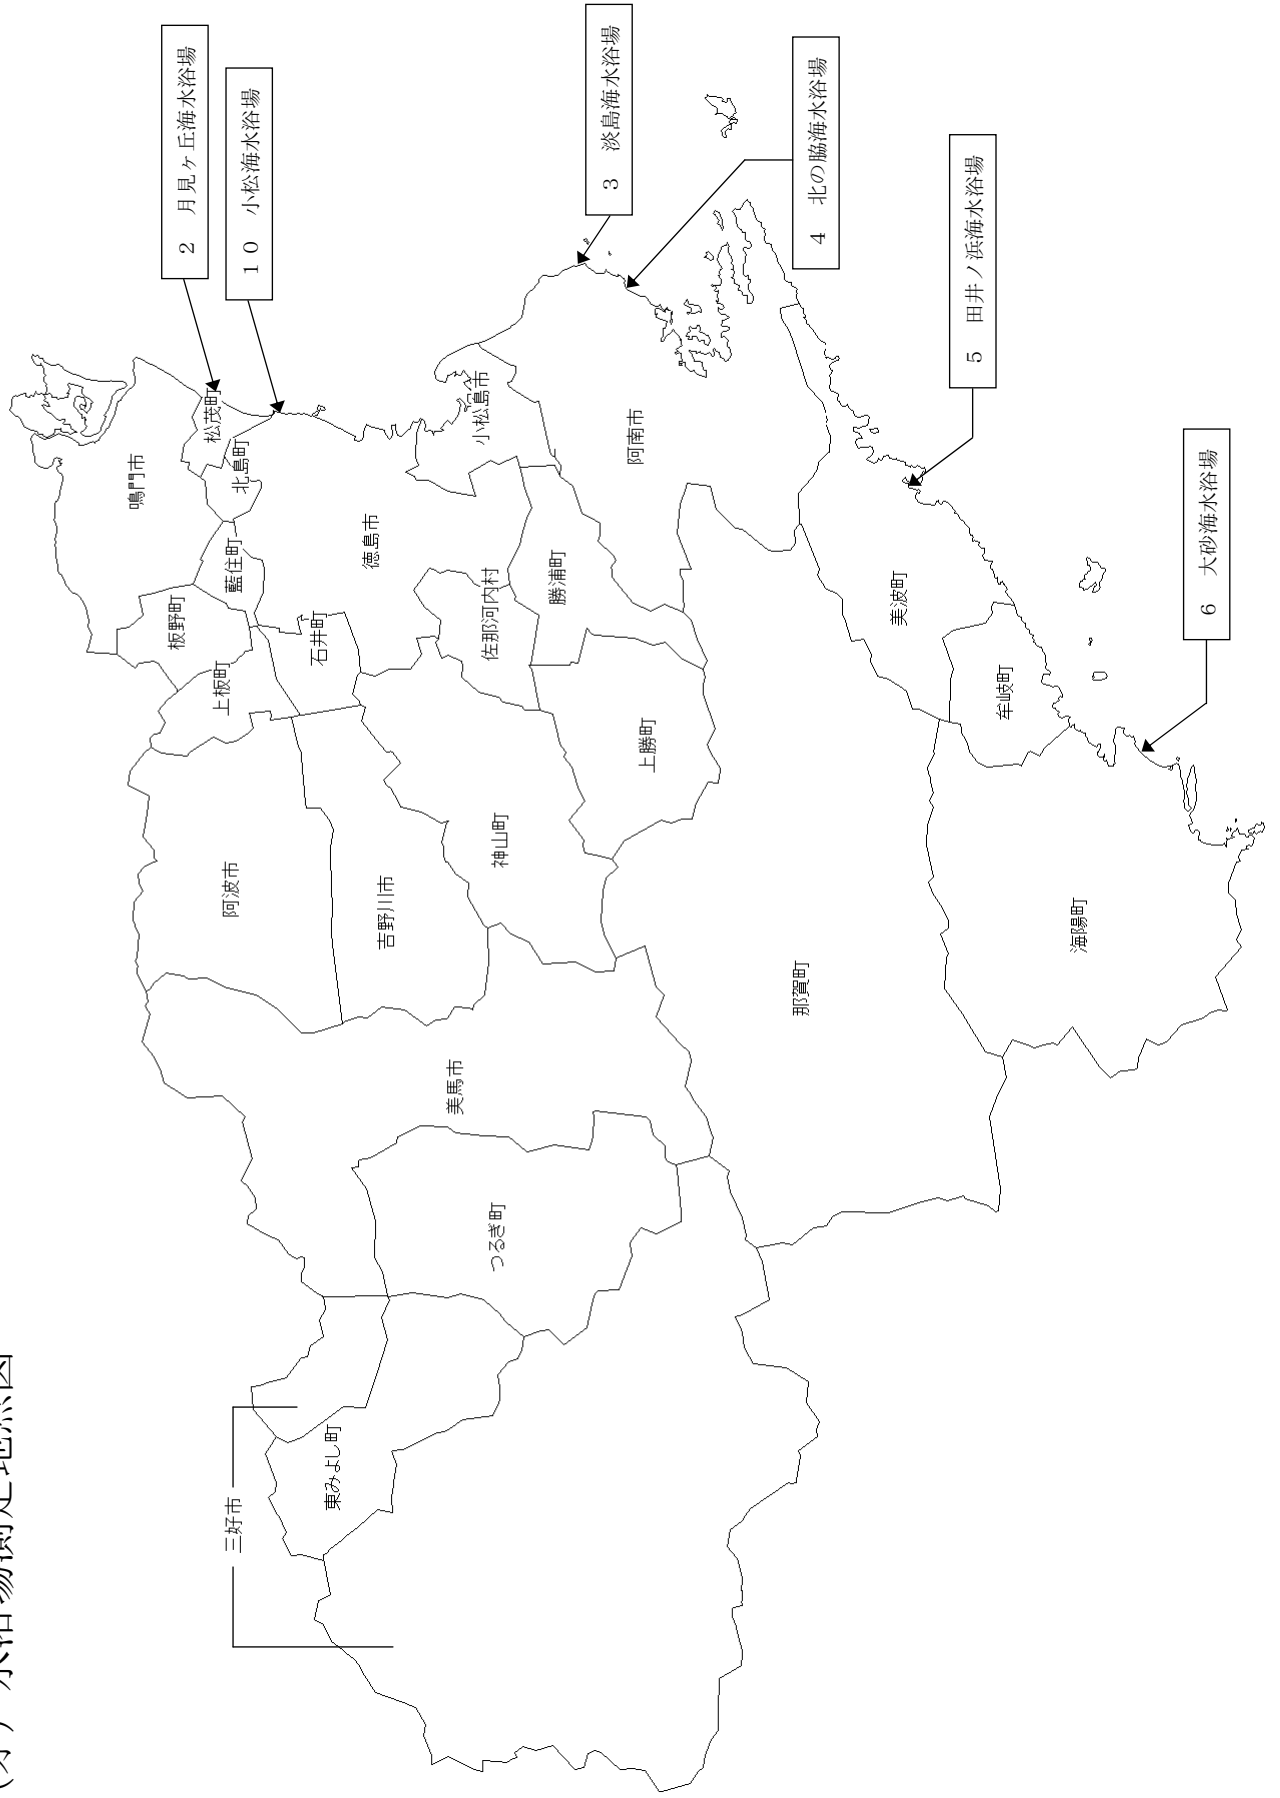 水浴場測定地点図
2 月見ヶ丘海水浴場
10 小松海水浴場
3 淡島海水浴場
4 北の脇海水浴場
5 田井ノ浜海水浴場
6 大砂海水浴場
鳴門市
松茂町
北島町
藍住町
板野町
上板町
徳島市
石井町
小松島市
阿南市
佐那河内村
勝浦町
上勝町
神山町
阿波市
吉野川市
美馬市
つるぎ町
東みよし町
三好市
那賀町
美波町
牟岐町
海陽町